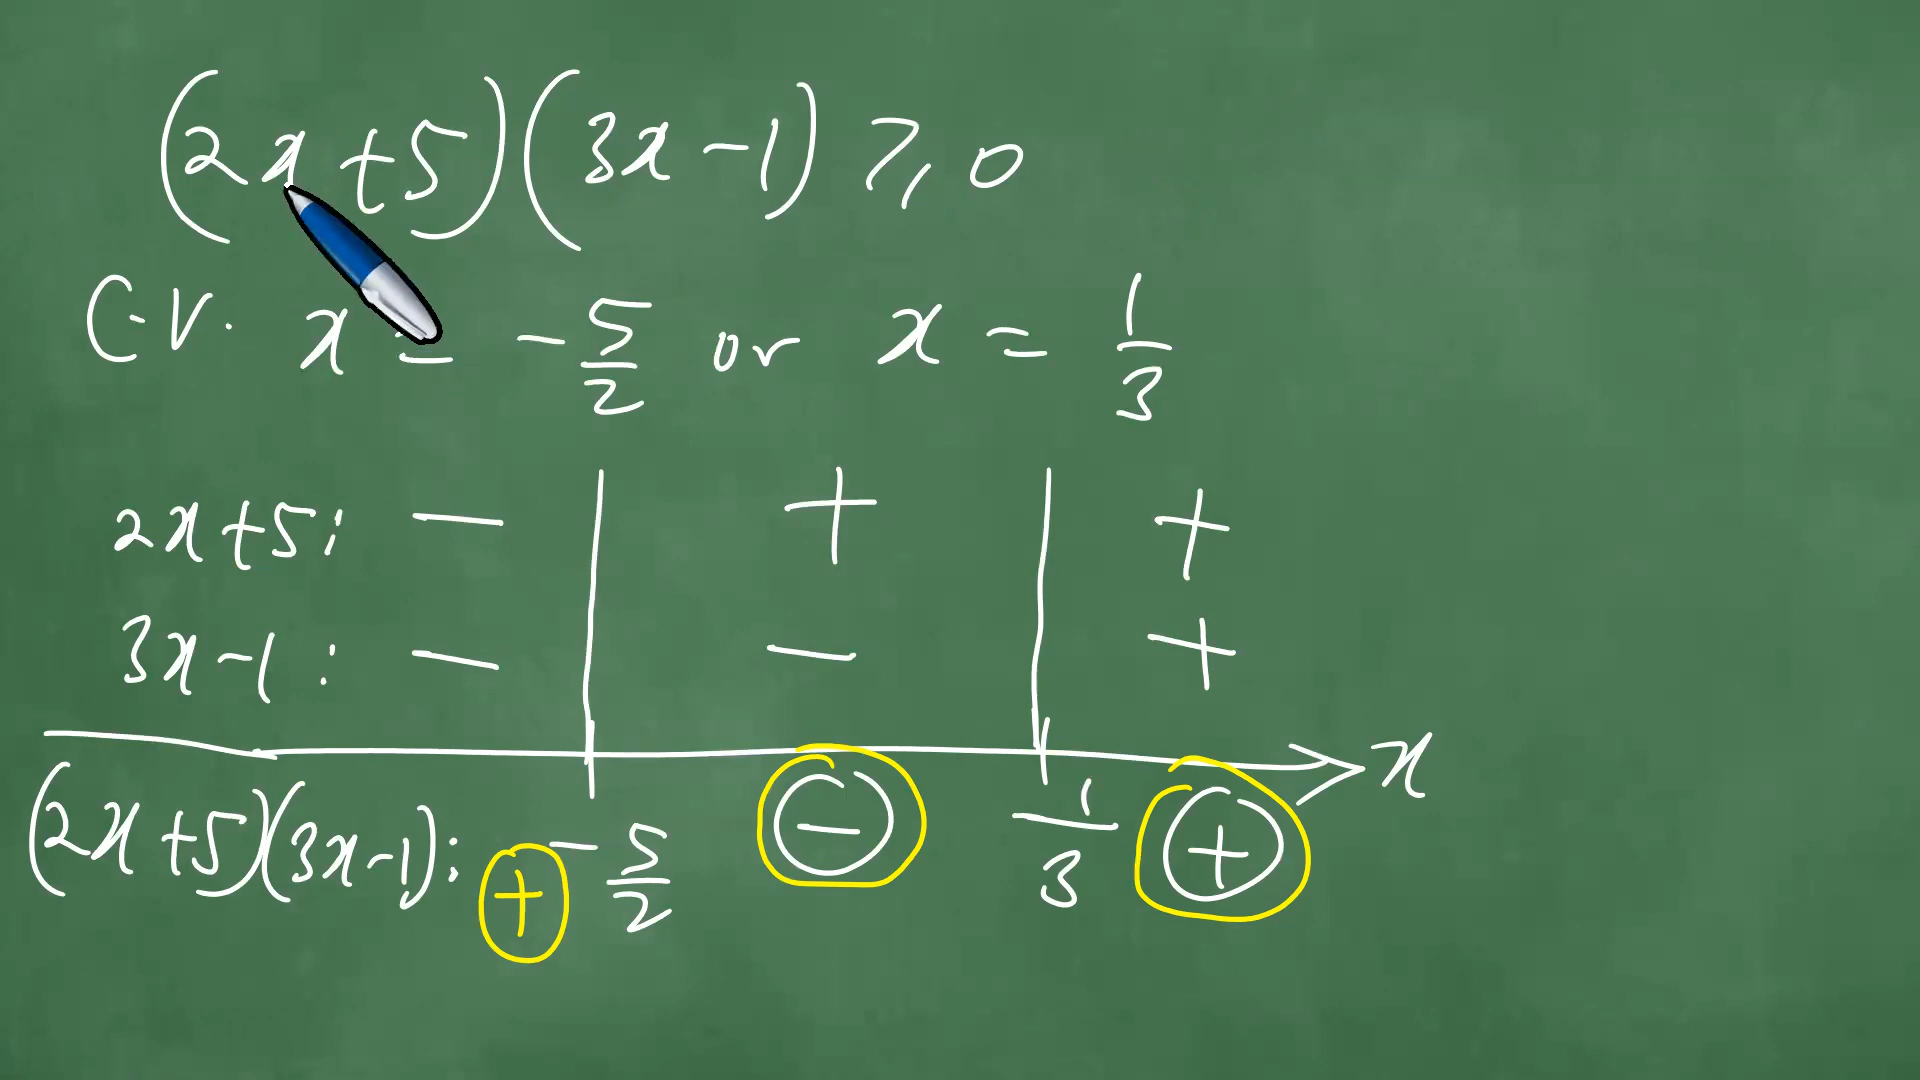 (2x+5)(3x-1) ⩾ 0
C.V. x = -5/2 or x = 1/3
2x+5: - + +
3x-1: - - +
x
(2x+5)(3x-1): + -5/2 - 1/3 +